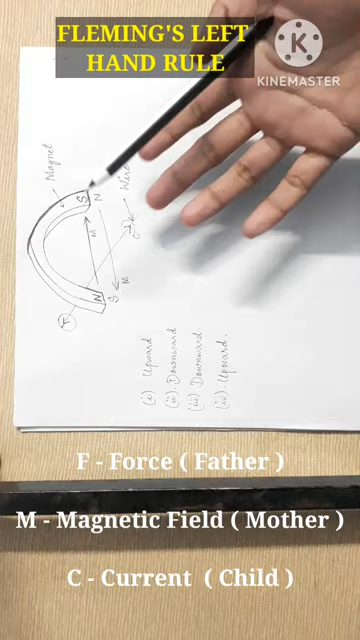 FLEMING'S LEFT
HAND RULE
KINEMASTER
Magnet
Wire
S
N
M
C
N
S
M
(i) Upward
(ii) Downward
(iii) Downward
(iv) Upward.
F - Force ( Father )
M - Magnetic Field ( Mother )
C - Current ( Child )